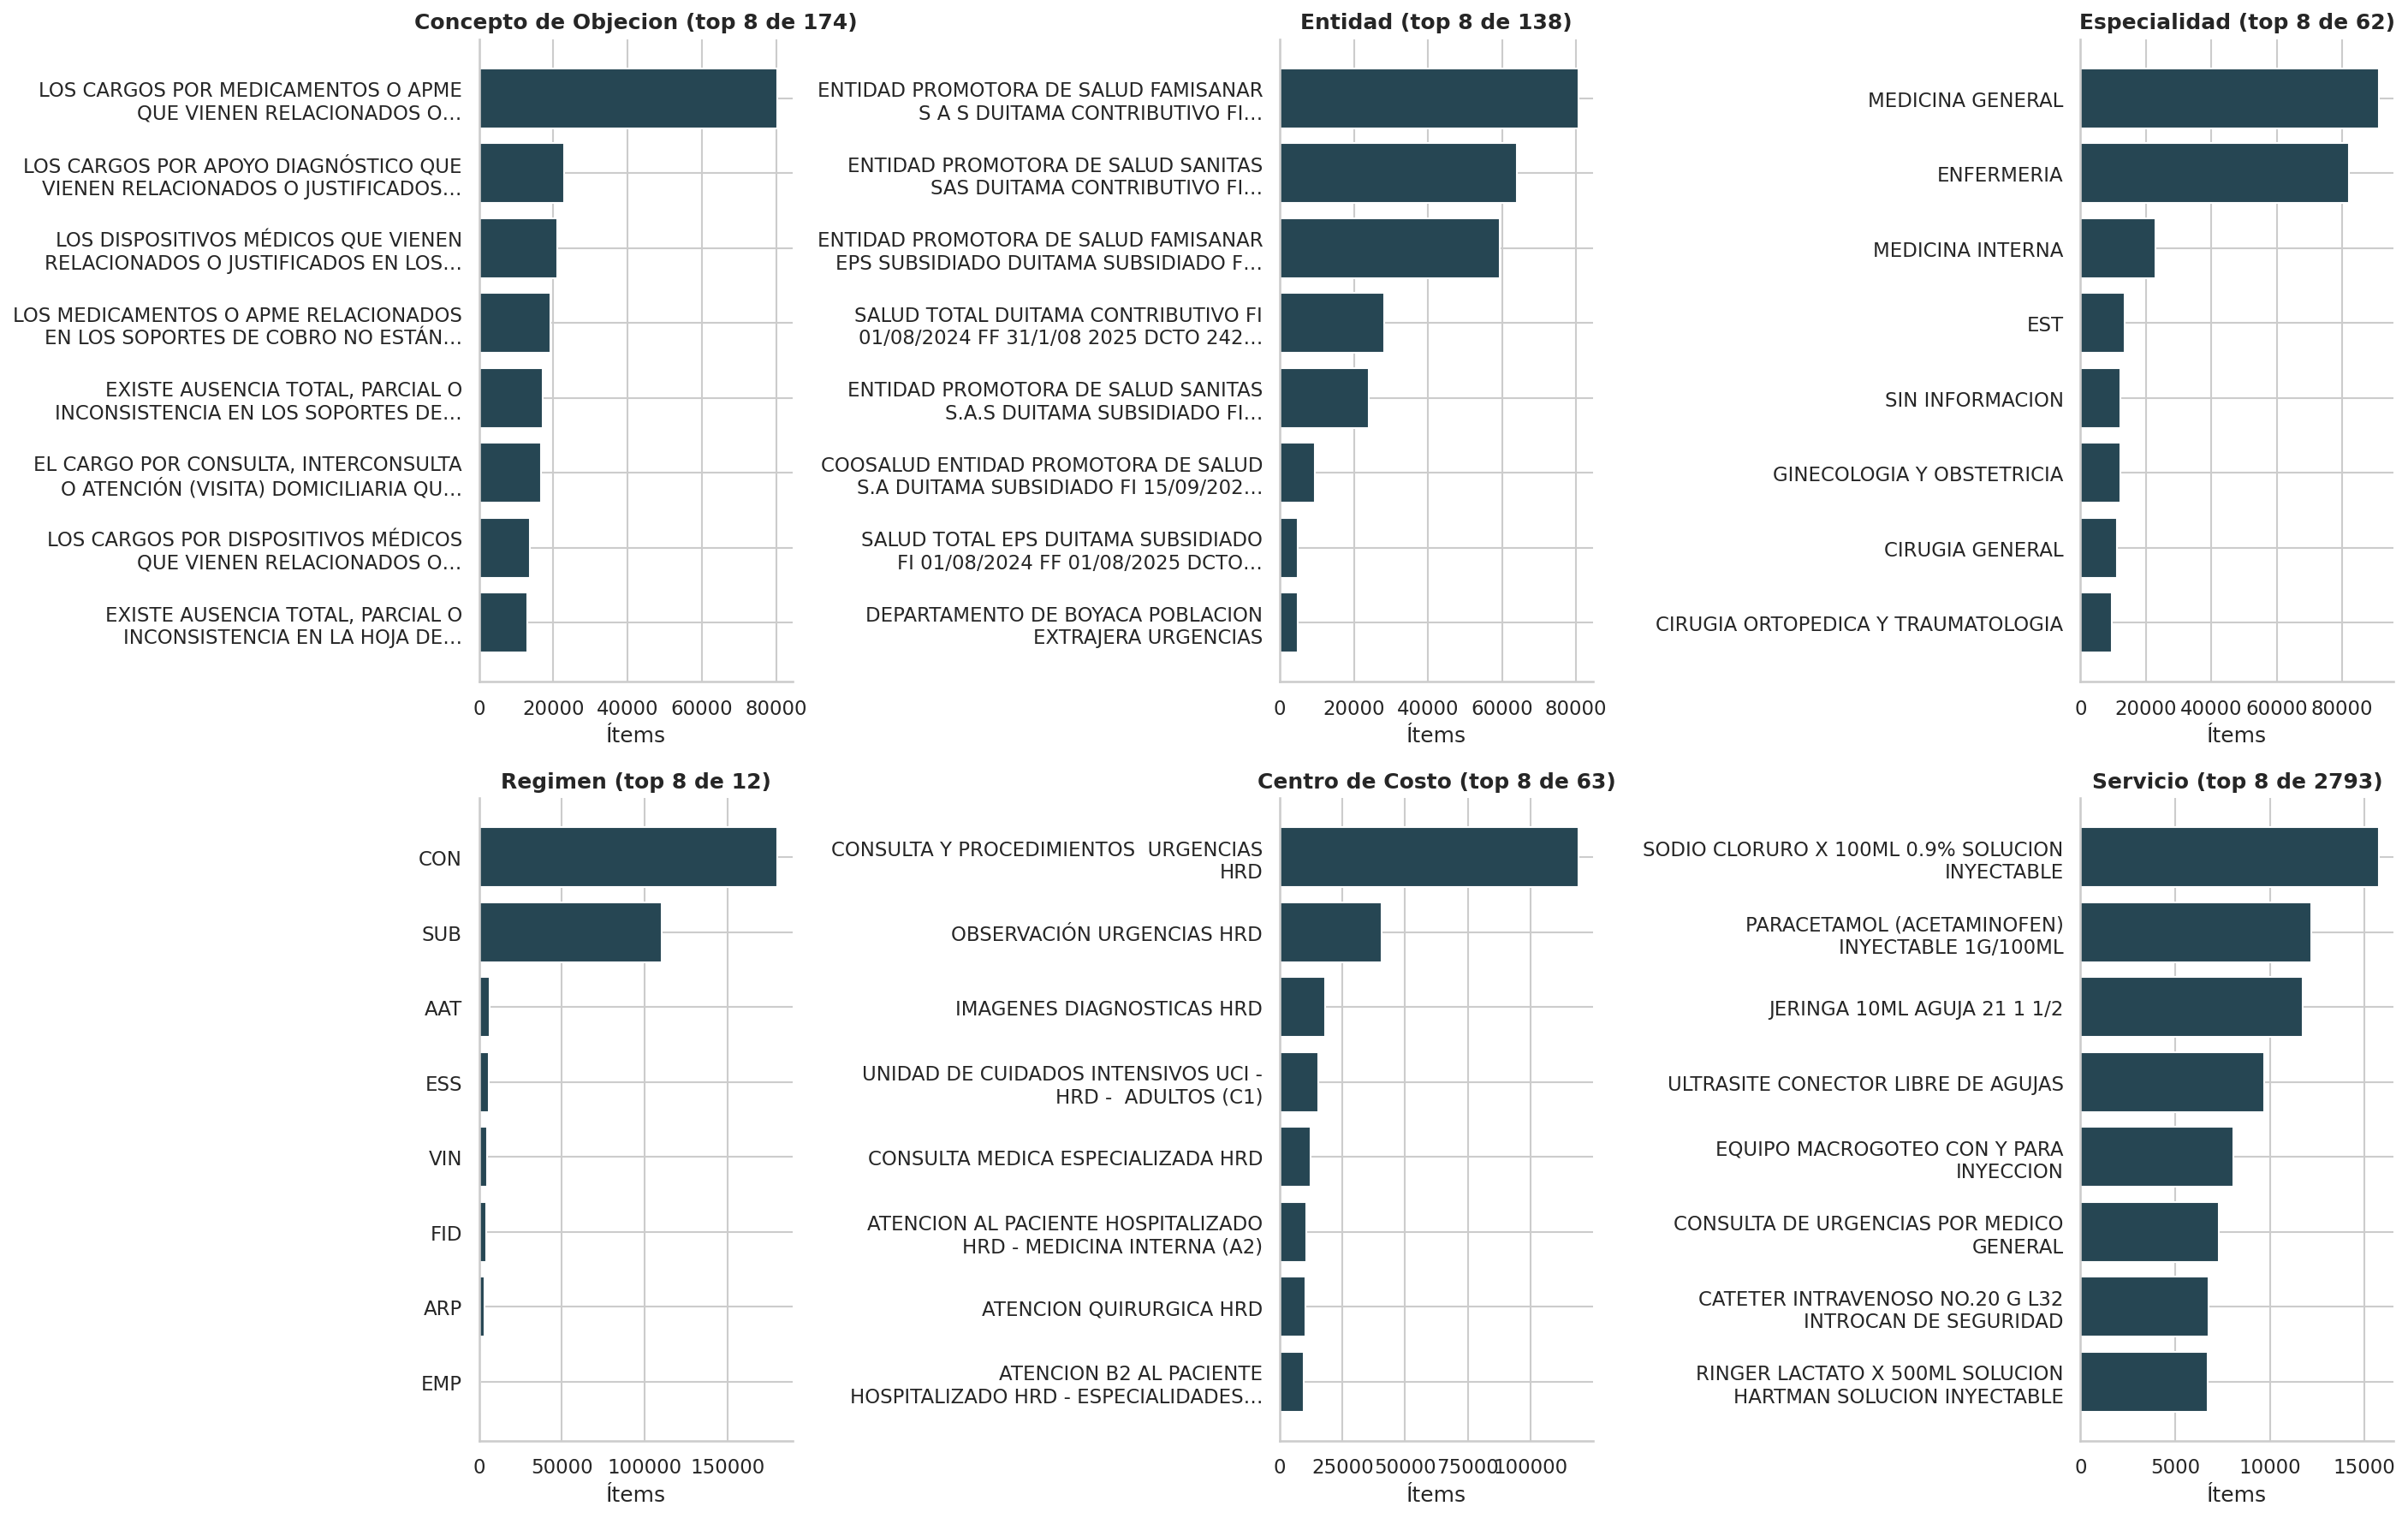 Concepto de Objecion (top 8 de 174)
LOS CARGOS POR MEDICAMENTOS O APME
QUE VIENEN RELACIONADOS O…
LOS CARGOS POR APOYO DIAGNÓSTICO QUE
VIENEN RELACIONADOS O JUSTIFICADOS…
LOS DISPOSITIVOS MÉDICOS QUE VIENEN
RELACIONADOS O JUSTIFICADOS EN LOS…
LOS MEDICAMENTOS O APME RELACIONADOS
EN LOS SOPORTES DE COBRO NO ESTÁN…
EXISTE AUSENCIA TOTAL, PARCIAL O
INCONSISTENCIA EN LOS SOPORTES DE…
EL CARGO POR CONSULTA, INTERCONSULTA
O ATENCIÓN (VISITA) DOMICILIARIA QU…
LOS CARGOS POR DISPOSITIVOS MÉDICOS
QUE VIENEN RELACIONADOS O…
EXISTE AUSENCIA TOTAL, PARCIAL O
INCONSISTENCIA EN LA HOJA DE…
0 20000 40000 60000 80000
Ítems
Entidad (top 8 de 138)
ENTIDAD PROMOTORA DE SALUD FAMISANAR
S A S DUITAMA CONTRIBUTIVO FI…
ENTIDAD PROMOTORA DE SALUD SANITAS
SAS DUITAMA CONTRIBUTIVO FI…
ENTIDAD PROMOTORA DE SALUD FAMISANAR
EPS SUBSIDIADO DUITAMA SUBSIDIADO F…
SALUD TOTAL DUITAMA CONTRIBUTIVO FI
01/08/2024 FF 31/1/08 2025 DCTO 242…
ENTIDAD PROMOTORA DE SALUD SANITAS
S.A.S DUITAMA SUBSIDIADO FI…
COOSALUD ENTIDAD PROMOTORA DE SALUD
S.A DUITAMA SUBSIDIADO FI 15/09/202…
SALUD TOTAL EPS DUITAMA SUBSIDIADO
FI 01/08/2024 FF 01/08/2025 DCTO…
DEPARTAMENTO DE BOYACA POBLACION
EXTRAJERA URGENCIAS
0 20000 40000 60000 80000
Ítems
Especialidad (top 8 de 62)
MEDICINA GENERAL
ENFERMERIA
MEDICINA INTERNA
EST
SIN INFORMACION
GINECOLOGIA Y OBSTETRICIA
CIRUGIA GENERAL
CIRUGIA ORTOPEDICA Y TRAUMATOLOGIA
0 20000 40000 60000 80000
Ítems
Regimen (top 8 de 12)
CON
SUB
AAT
ESS
VIN
FID
ARP
EMP
0 50000 100000 150000
Ítems
Centro de Costo (top 8 de 63)
CONSULTA Y PROCEDIMIENTOS  URGENCIAS
HRD
OBSERVACIÓN URGENCIAS HRD
IMAGENES DIAGNOSTICAS HRD
UNIDAD DE CUIDADOS INTENSIVOS UCI -
HRD -  ADULTOS (C1)
CONSULTA MEDICA ESPECIALIZADA HRD
ATENCION AL PACIENTE HOSPITALIZADO
HRD - MEDICINA INTERNA (A2)
ATENCION QUIRURGICA HRD
ATENCION B2 AL PACIENTE
HOSPITALIZADO HRD - ESPECIALIDADES…
0 25000 50000 75000 100000
Ítems
Servicio (top 8 de 2793)
SODIO CLORURO X 100ML 0.9% SOLUCION
INYECTABLE
PARACETAMOL (ACETAMINOFEN)
INYECTABLE 1G/100ML
JERINGA 10ML AGUJA 21 1 1/2
ULTRASITE CONECTOR LIBRE DE AGUJAS
EQUIPO MACROGOTEO CON Y PARA
INYECCION
CONSULTA DE URGENCIAS POR MEDICO
GENERAL
CATETER INTRAVENOSO NO.20 G L32
INTROCAN DE SEGURIDAD
RINGER LACTATO X 500ML SOLUCION
HARTMAN SOLUCION INYECTABLE
0 5000 10000 15000
Ítems